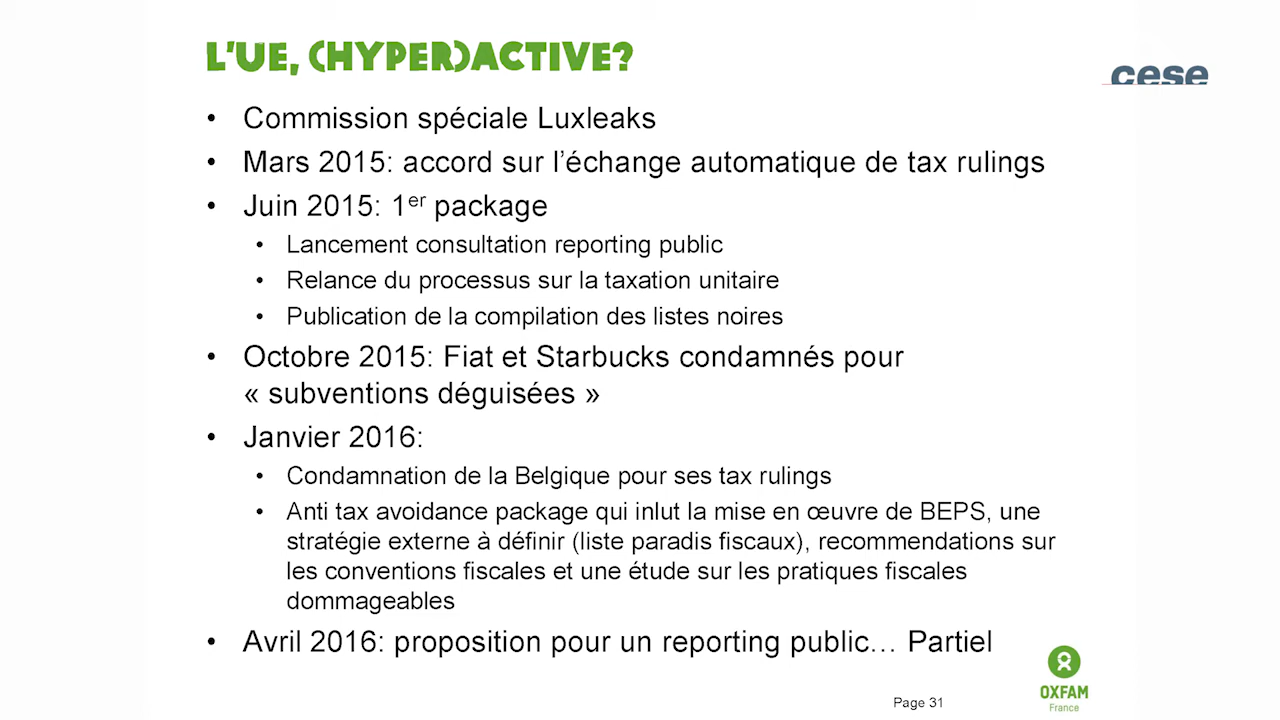 L'UE, (HYPER)ACTIVE?
cese
• Commission spéciale Luxleaks
• Mars 2015: accord sur l'échange automatique de tax rulings
• Juin 2015: 1er package
• Lancement consultation reporting public
• Relance du processus sur la taxation unitaire
• Publication de la compilation des listes noires
• Octobre 2015: Fiat et Starbucks condamnés pour
« subventions déguisées »
• Janvier 2016:
• Condamnation de la Belgique pour ses tax rulings
• Anti tax avoidance package qui inlut la mise en œuvre de BEPS, une
stratégie externe à définir (liste paradis fiscaux), recommendations sur
les conventions fiscales et une étude sur les pratiques fiscales
dommageables
• Avril 2016: proposition pour un reporting public… Partiel
OXFAM
France
Page 31